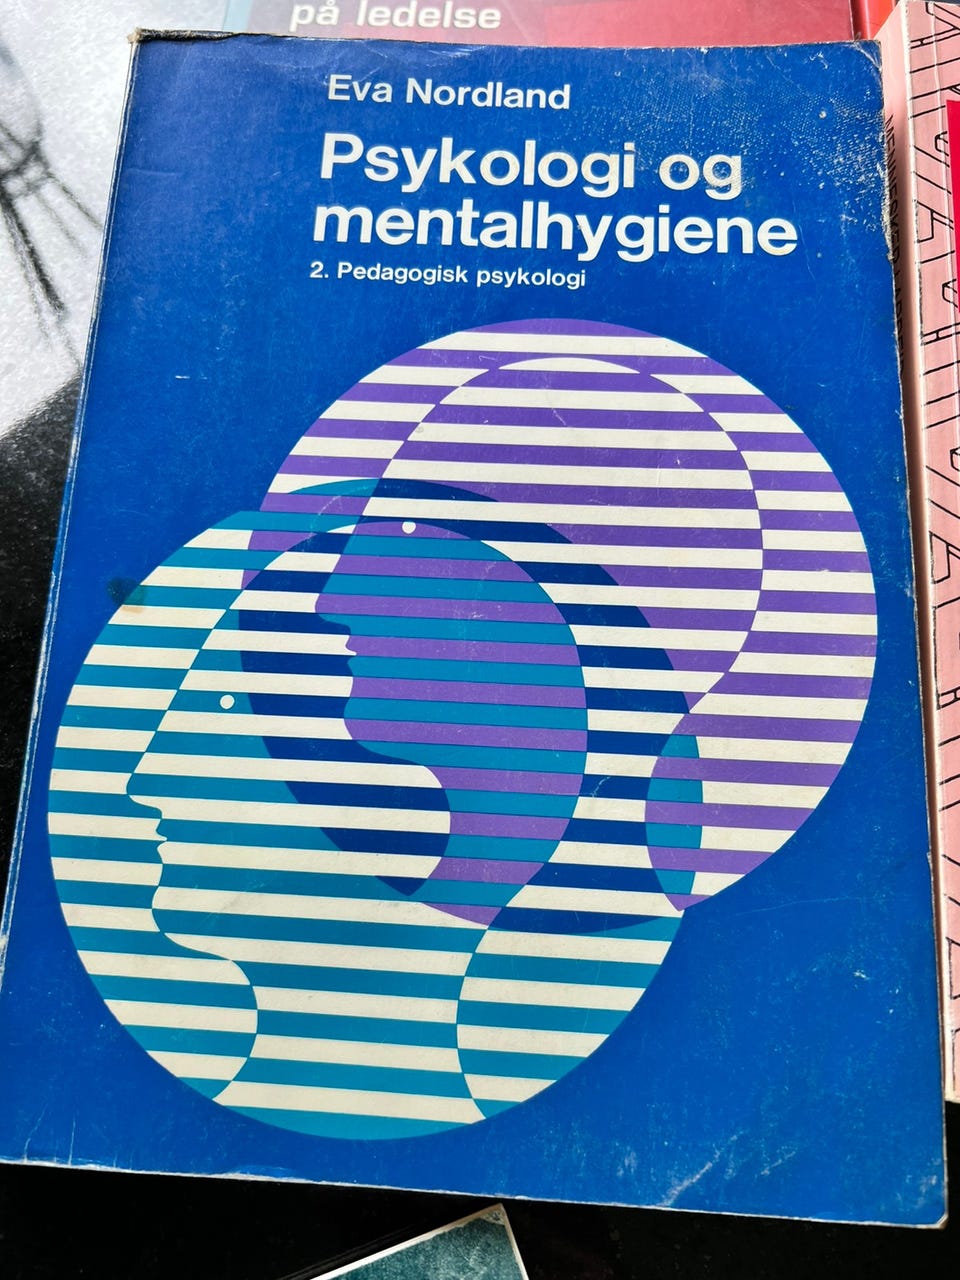 på ledelse
Eva Nordland
Psykologi og
mentalhygiene
2. Pedagogisk psykologi